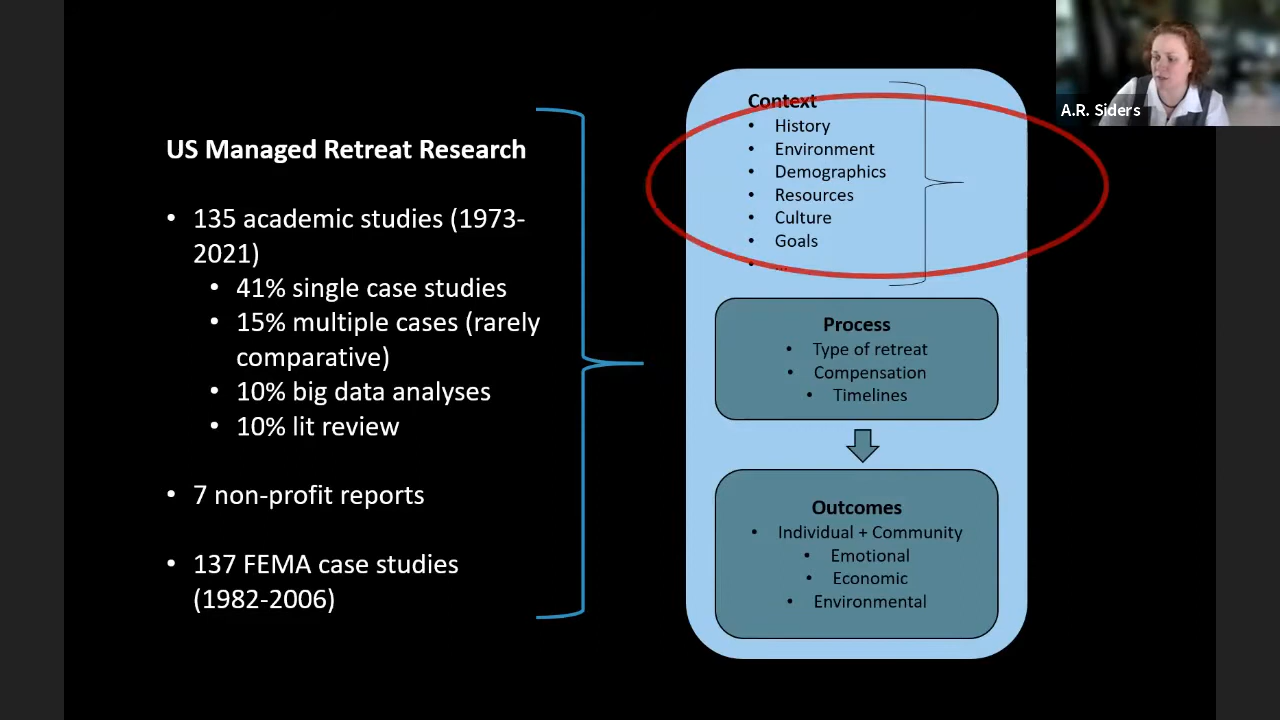 US Managed Retreat Research
• 135 academic studies (1973-
2021)
• 41% single case studies
• 15% multiple cases (rarely
comparative)
• 10% big data analyses
• 10% lit review
• 7 non-profit reports
• 137 FEMA case studies
(1982-2006)
Context
• History
• Environment
• Demographics
• Resources
• Culture
• Goals
• ...
Process
• Type of retreat
• Compensation
• Timelines
Outcomes
• Individual + Community
• Emotional
• Economic
• Environmental
A.R. Siders